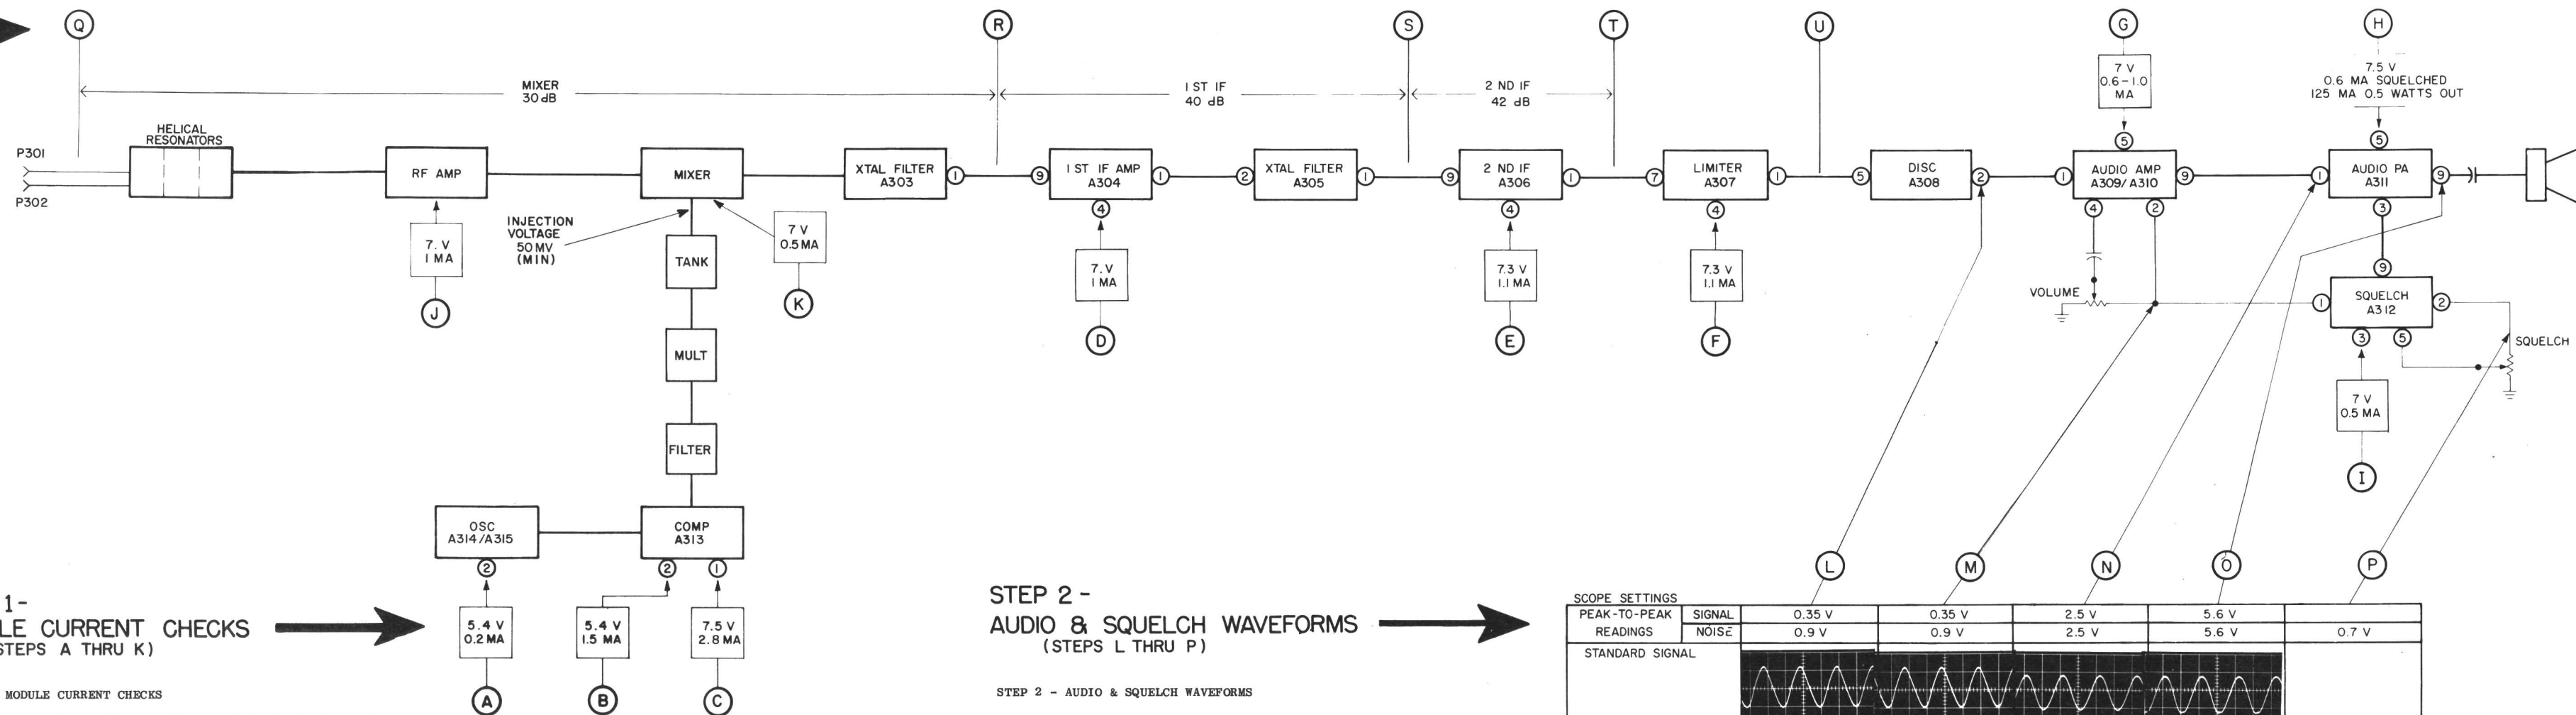 Q
R
S
T
U
G
H
7 V
0.6-1.0
MA
7.5 V
0.6 MA SQUELCHED
125 MA 0.5 WATTS OUT
MIXER
30 dB
1 ST IF
40 dB
2 ND IF
42 dB
5
5
P301
P302
HELICAL
RESONATORS
RF AMP
MIXER
XTAL FILTER
A303
1
9
1 ST IF AMP
A304
1
2
XTAL FILTER
A305
1
9
2 ND IF
A306
1
7
LIMITER
A307
1
5
DISC
A308
2
1
AUDIO AMP
A309/A310
9
1
AUDIO PA
A311
9
4
4
4
4
2
3
INJECTION
VOLTAGE
50 MV
(MIN)
7. V
1 MA
J
7 V
0.5 MA
K
7. V
1 MA
D
7.3 V
1.1 MA
E
7.3 V
1.1 MA
F
TANK
MULT
FILTER
VOLUME
9
1
SQUELCH
A312
2
3
5
SQUELCH
7 V
0.5 MA
I
OSC
A314/A315
COMP
A313
2
2
1
5.4 V
0.2 MA
5.4 V
1.5 MA
7.5 V
2.8 MA
A
B
C
1-
LE CURRENT CHECKS
STEPS A THRU K)
MODULE CURRENT CHECKS
STEP 2 -
AUDIO & SQUELCH WAVEFORMS
(STEPS L THRU P)
STEP 2 - AUDIO & SQUELCH WAVEFORMS
L
M
N
O
P
SCOPE SETTINGS
PEAK-TO-PEAK SIGNAL 0.35 V 0.35 V 2.5 V 5.6 V
READINGS NOISE 0.9 V 0.9 V 2.5 V 5.6 V 0.7 V
STANDARD SIGNAL